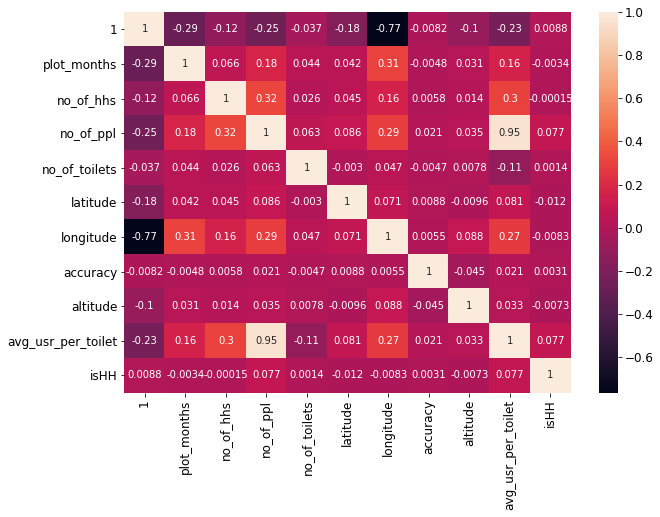 1 1 -0.29 -0.12 -0.25 -0.037 -0.18 -0.77 -0.0082 -0.1 -0.23 0.0088
plot_months -0.29 1 0.066 0.18 0.044 0.042 0.31 -0.0048 0.031 0.16 -0.0034
no_of_hhs -0.12 0.066 1 0.32 0.026 0.045 0.16 0.0058 0.014 0.3 -0.00015
no_of_ppl -0.25 0.18 0.32 1 0.063 0.086 0.29 0.021 0.035 0.95 0.077
no_of_toilets -0.037 0.044 0.026 0.063 1 -0.003 0.047 -0.0047 0.0078 -0.11 0.0014
latitude -0.18 0.042 0.045 0.086 -0.003 1 0.071 0.0088 -0.0096 0.081 -0.012
longitude -0.77 0.31 0.16 0.29 0.047 0.071 1 0.0055 0.088 0.27 -0.0083
accuracy -0.0082 -0.0048 0.0058 0.021 -0.0047 0.0088 0.0055 1 -0.045 0.021 0.0031
altitude -0.1 0.031 0.014 0.035 0.0078 -0.0096 0.088 -0.045 1 0.033 -0.0073
avg_usr_per_toilet -0.23 0.16 0.3 0.95 -0.11 0.081 0.27 0.021 0.033 1 0.077
isHH 0.0088 -0.0034 -0.00015 0.077 0.0014 -0.012 -0.0083 0.0031 -0.0073 0.077 1
1 plot_months no_of_hhs no_of_ppl no_of_toilets latitude longitude accuracy altitude avg_usr_per_toilet isHH
1.0
0.8
0.6
0.4
0.2
0.0
-0.2
-0.4
-0.6